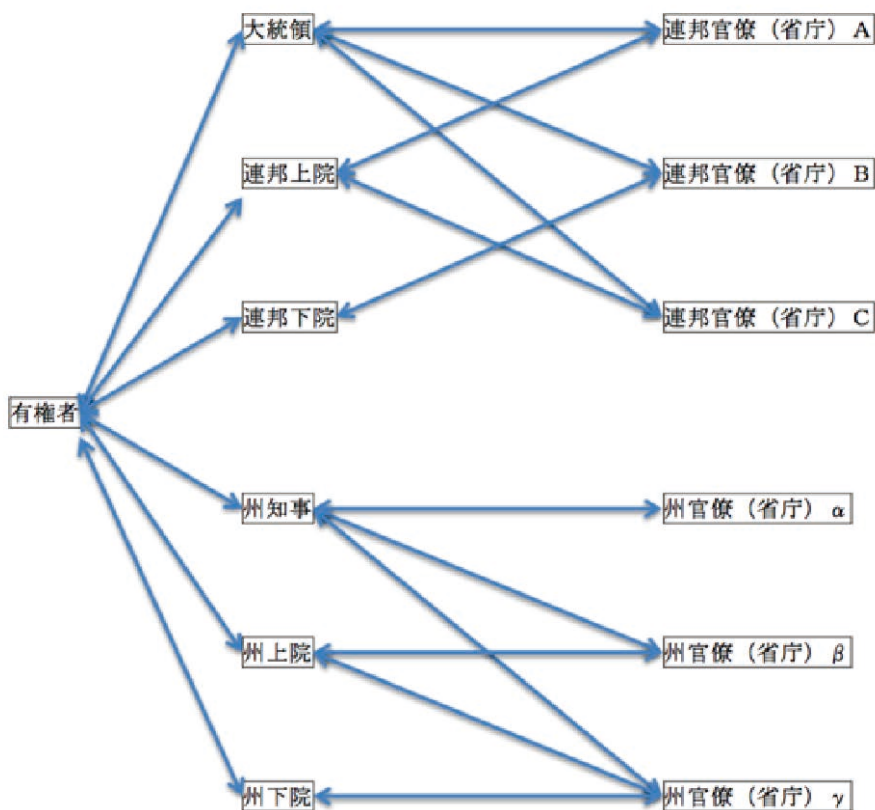 大統領
連邦官僚（省庁）A
連邦上院
連邦官僚（省庁）B
連邦下院
連邦官僚（省庁）C
有権者
州知事
州官僚（省庁）α
州上院
州官僚（省庁）β
州下院
州官僚（省庁）γ